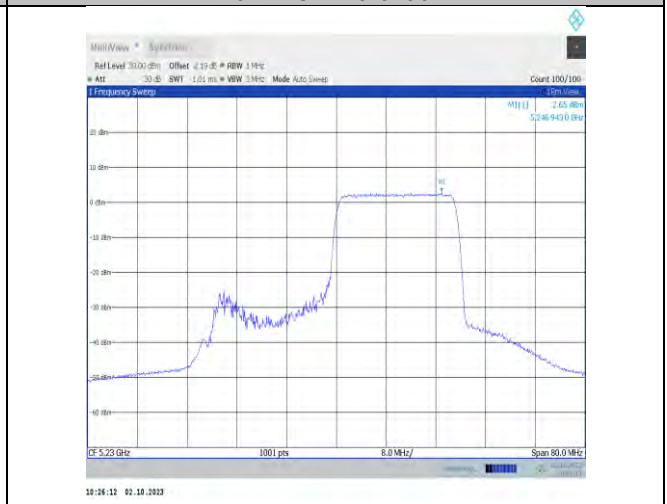 MultiView Spectrum
Ref Level 30.00 dBm Offset 2.19 dB RBW 1 MHz
Att 30 dB SWT 1.01 ms VBW 3 MHz Mode Auto Sweep Count 100/100
1 Frequency Sweep 1Rm View
M1[1] 2.65 dBm
5.2469430 GHz
20 dBm
10 dBm
M1
0 dBm
-10 dBm
-20 dBm
-30 dBm
-40 dBm
-50 dBm
-60 dBm
CF 5.23 GHz 1001 pts 8.0 MHz/ Span 80.0 MHz
10:26:12 02.10.2023